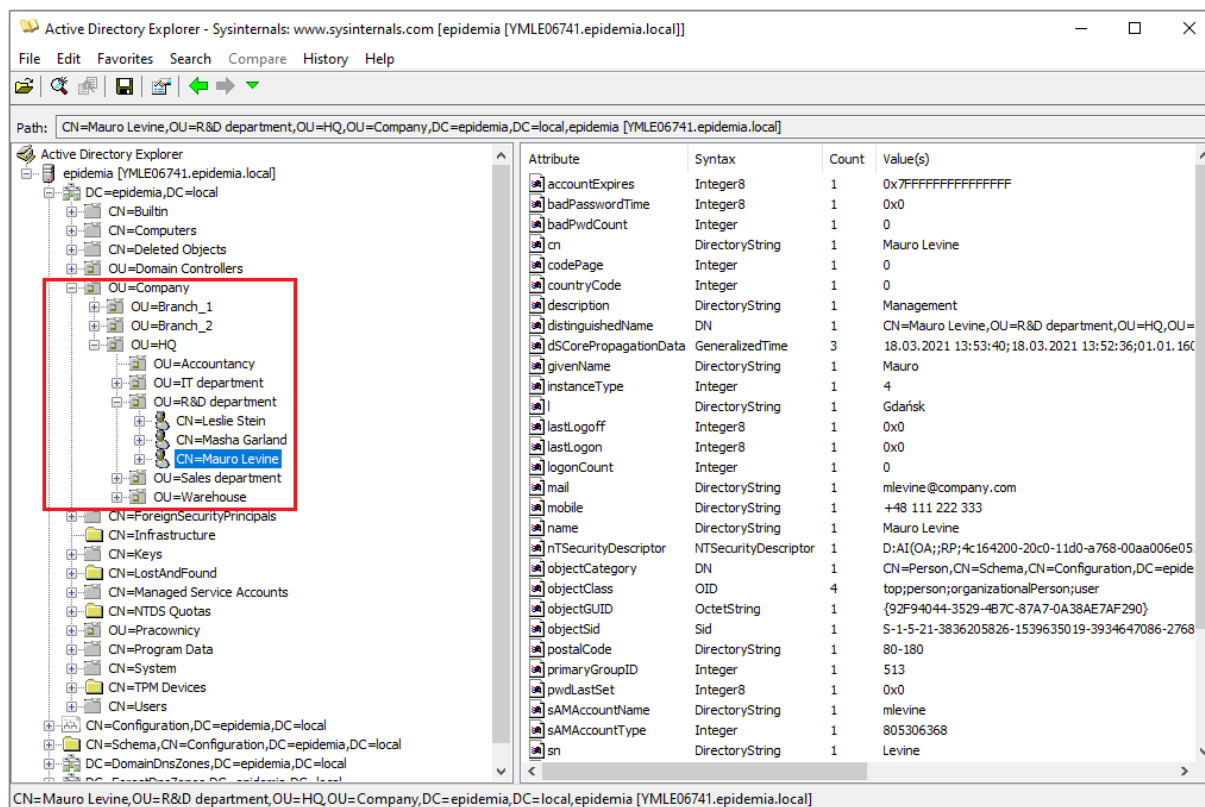 Active Directory Explorer - Sysinternals: www.sysinternals.com [epidemia [YMLE06741.epidemia.local]]
File Edit Favorites Search Compare History Help
Path: CN=Mauro Levine,OU=R&D department,OU=HQ,OU=Company,DC=epidemia,DC=local,epidemia [YMLE06741.epidemia.local]
Active Directory Explorer
epidemia [YMLE06741.epidemia.local]
DC=epidemia,DC=local
CN=Builtin
CN=Computers
CN=Deleted Objects
OU=Domain Controllers
OU=Company
OU=Branch_1
OU=Branch_2
OU=HQ
OU=Accountancy
OU=IT department
OU=R&D department
CN=Leslie Stein
CN=Masha Garland
CN=Mauro Levine
OU=Sales department
OU=Warehouse
CN=ForeignSecurityPrincipals
CN=Infrastructure
CN=Keys
CN=LostAndFound
CN=Managed Service Accounts
CN=NTDS Quotas
OU=Pracownicy
CN=Program Data
CN=System
CN=TPM Devices
CN=Users
CN=Configuration,DC=epidemia,DC=local
CN=Schema,CN=Configuration,DC=epidemia,DC=local
DC=DomainDnsZones,DC=epidemia,DC=local
DC=ForestDnsZones,DC=epidemia,DC=local
Attribute Syntax Count Value(s)
accountExpires Integer8 1 0x7FFFFFFFFFFFFFFF
badPasswordTime Integer8 1 0x0
badPwdCount Integer 1 0
cn DirectoryString 1 Mauro Levine
codePage Integer 1 0
countryCode Integer 1 0
description DirectoryString 1 Management
distinguishedName DN 1 CN=Mauro Levine,OU=R&D department,OU=HQ,OU=
dSCorePropagationData GeneralizedTime 3 18.03.2021 13:53:40;18.03.2021 13:52:36;01.01.160
givenName DirectoryString 1 Mauro
instanceType Integer 1 4
l DirectoryString 1 Gdańsk
lastLogoff Integer8 1 0x0
lastLogon Integer8 1 0x0
logonCount Integer 1 0
mail DirectoryString 1 mlevine@company.com
mobile DirectoryString 1 +48 111 222 333
name DirectoryString 1 Mauro Levine
nTSecurityDescriptor NTSecurityDescriptor 1 D:AI(OA;;RP;4c164200-20c0-11d0-a768-00aa006e05
objectCategory DN 1 CN=Person,CN=Schema,CN=Configuration,DC=epide
objectClass OID 4 top;person;organizationalPerson;user
objectGUID OctetString 1 {92F94044-3529-4B7C-87A7-0A38AE7AF290}
objectSid Sid 1 S-1-5-21-3836205826-1539635019-3934647086-2768
postalCode DirectoryString 1 80-180
primaryGroupID Integer 1 513
pwdLastSet Integer8 1 0x0
sAMAccountName DirectoryString 1 mlevine
sAMAccountType Integer 1 805306368
sn DirectoryString 1 Levine
CN=Mauro Levine,OU=R&D department,OU=HQ,OU=Company,DC=epidemia,DC=local,epidemia [YMLE06741.epidemia.local]